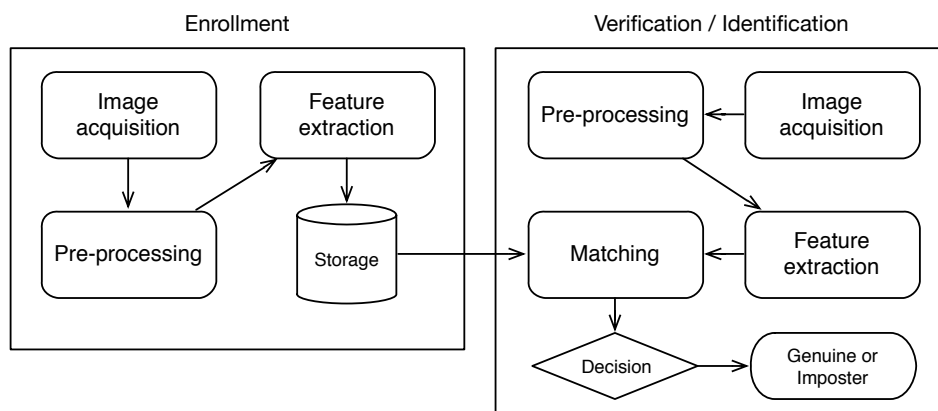 Enrollment
Image
acquisition
Feature
extraction
Pre-processing
Storage
Verification / Identification
Pre-processing
Image
acquisition
Matching
Feature
extraction
Decision
Genuine or
Imposter